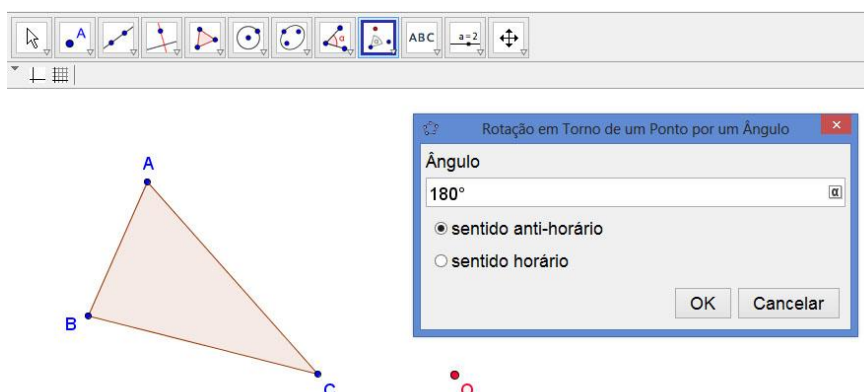 A
α
ABC
a=2
Rotação em Torno de um Ponto por um Ângulo
Ângulo
180°
α
sentido anti-horário
sentido horário
OK
Cancelar
A
B
C
O